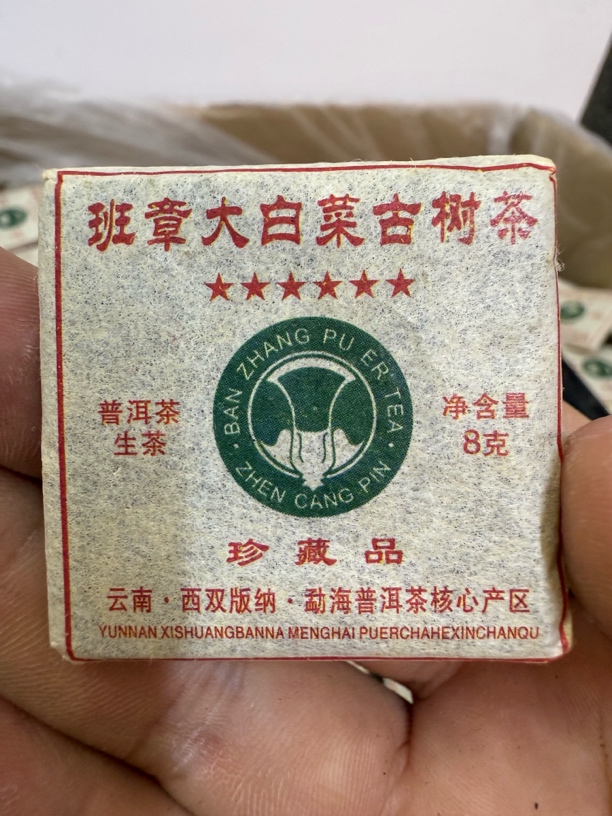 班章大白菜古树茶
★★★★★★
·BAN ZHANG PU ER TEA·
ZHEN CANG PIN
普洱茶
生茶
净含量
8克
珍藏品
云南·西双版纳·勐海普洱茶核心产区
YUNNAN XISHUANGBANNA MENGHAI PUERCHAHEXINCHANQU